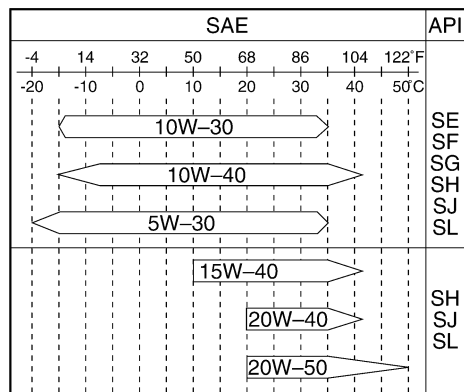 SAE API
-4 14 32 50 68 86 104 122°F
-20 -10 0 10 20 30 40 50°C
10W–30
10W–40
5W–30
SE
SF
SG
SH
SJ
SL
15W–40
20W–40
20W–50
SH
SJ
SL